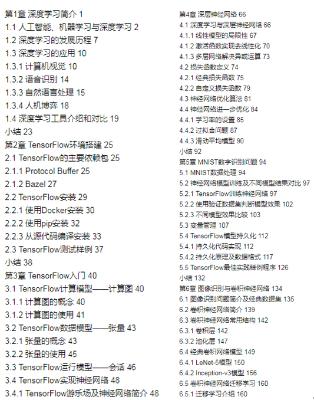 第1章 深度学习简介 1
1.1 人工智能、机器学习与深度学习 2
1.2 深度学习的发展历程 7
1.3 深度学习的应用 10
1.3.1 计算机视觉 10
1.3.2 语音识别 14
1.3.3 自然语言处理 15
1.3.4 人机博弈 18
1.4 深度学习工具介绍和对比 19
小结 23
第2章 TensorFlow环境搭建 25
2.1 TensorFlow的主要依赖包 25
2.1.1 Protocol Buffer 25
2.1.2 Bazel 27
2.2 TensorFlow安装 29
2.2.1 使用Docker安装 30
2.2.2 使用pip安装 32
2.2.3 从源代码编译安装 33
2.3 TensorFlow测试样例 37
小结 38
第3章 TensorFlow入门 40
3.1 TensorFlow计算模型——计算图 40
3.1.1 计算图的概念 40
3.1.2 计算图的使用 41
3.2 TensorFlow数据模型——张量 43
3.2.1 张量的概念 43
3.2.2 张量的使用 45
3.3 TensorFlow运行模型——会话 46
3.4 TensorFlow实现神经网络 48
3.4.1 TensorFlow游乐场及神经网络简介 48
第4章 深层神经网络 66
4.1 深度学习与深层神经网络 66
4.1.1 线性模型的局限性 67
4.1.2 激活函数实现去线性化 70
4.1.3 多层网络解决异或运算 73
4.2 损失函数定义 74
4.2.1 经典损失函数 75
4.2.2 自定义损失函数 79
4.3 神经网络优化算法 81
4.4 神经网络进一步优化 84
4.4.1 学习率的设置 85
4.4.2 过拟合问题 87
4.4.3 滑动平均模型 90
小结 92
第5章 MNIST数字识别问题 94
5.1 MNIST数据处理 94
5.2 神经网络模型训练及不同模型结果对比 97
5.2.1 TensorFlow训练神经网络 97
5.2.2 使用验证数据集判断模型效果 102
5.2.3 不同模型效果比较 103
5.3 变量管理 107
5.4 TensorFlow模型持久化 112
5.4.1 持久化代码实现 112
5.4.2 持久化原理及数据格式 117
5.5 TensorFlow最佳实践样例程序 126
小结 132
第6章 图像识别与卷积神经网络 134
6.1 图像识别问题简介及经典数据集 135
6.2 卷积神经网络简介 139
6.3 卷积神经网络常用结构 142
6.3.1 卷积层 142
6.3.2 池化层 147
6.4 经典卷积网络模型 149
6.4.1 LeNet-5模型 150
6.4.2 Inception-v3模型 156
6.5 卷积神经网络迁移学习 160
6.5.1 迁移学习介绍 160